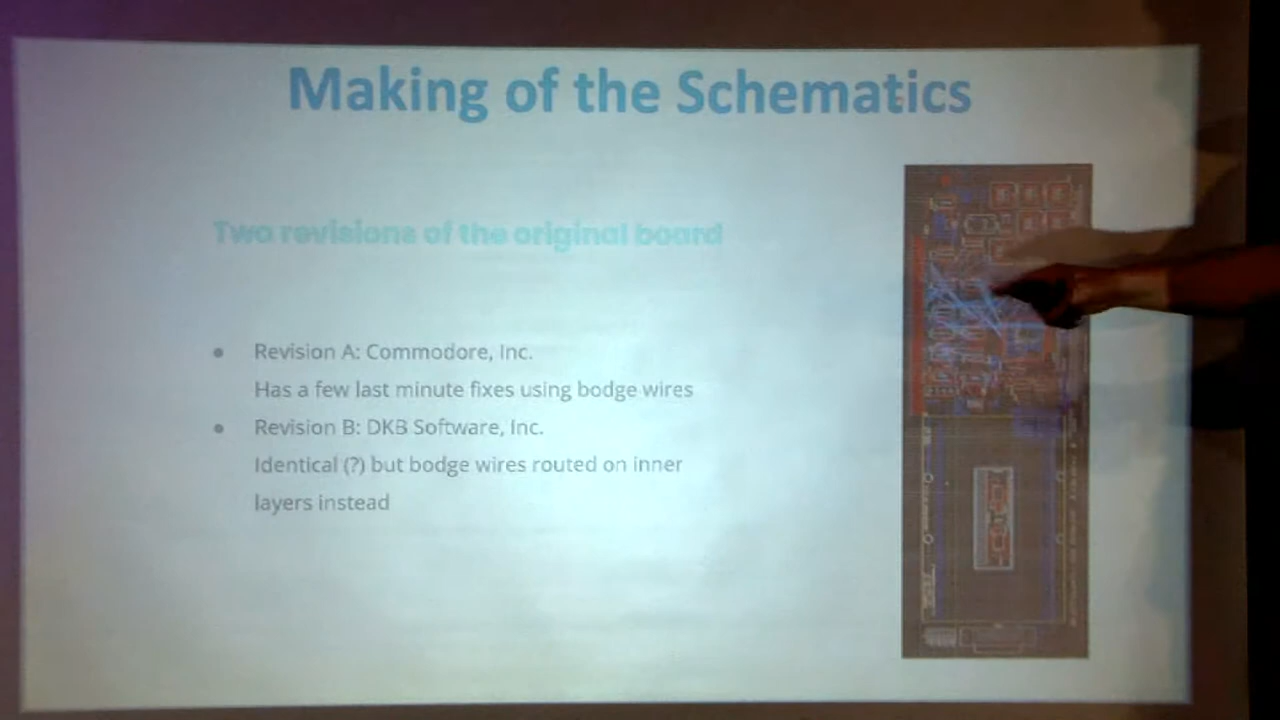 Making of the Schematics
Two revisions of the original board
Revision A: Commodore, Inc.
Has a few last minute fixes using bodge wires
Revision B: DKB Software, Inc.
Identical (?) but bodge wires routed on inner
layers instead